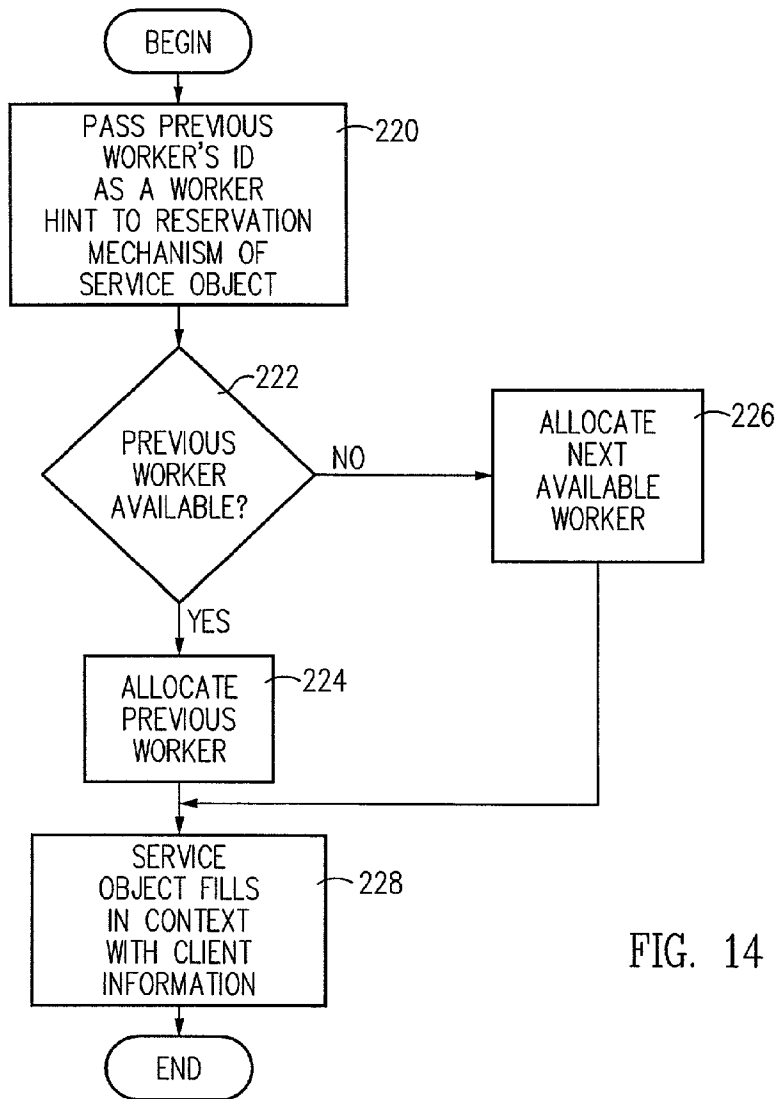 BEGIN
PASS PREVIOUS
WORKER'S ID
AS A WORKER
HINT TO RESERVATION
MECHANISM OF
SERVICE OBJECT
220
222
PREVIOUS
WORKER
AVAILABLE?
NO
ALLOCATE
NEXT
AVAILABLE
WORKER
226
YES
ALLOCATE
PREVIOUS
WORKER
224
SERVICE
OBJECT FILLS
IN CONTEXT
WITH CLIENT
INFORMATION
228
FIG. 14
END